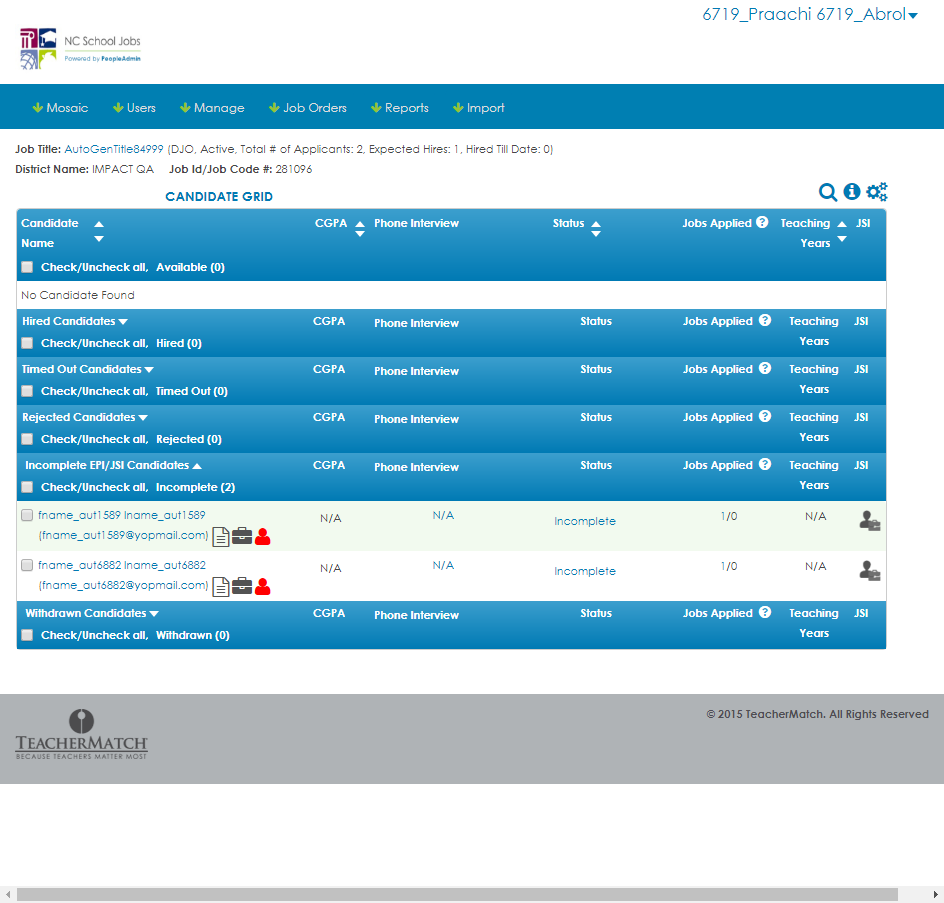 6719_Praachi 6719_Abrol
NC School Jobs
Powered by PeopleAdmin
Mosaic Users Manage Job Orders Reports Import
Job Title: AutoGenTitle84999 (DJO, Active, Total # of Applicants: 2, Expected Hires: 1, Hired Till Date: 0)
District Name: IMPACT QA Job Id/Job Code #: 281096
CANDIDATE GRID
Candidate Name CGPA Phone Interview Status Jobs Applied ? Teaching Years JSI
Check/Uncheck all, Available (0)
No Candidate Found
Hired Candidates CGPA Phone Interview Status Jobs Applied ? Teaching Years JSI
Check/Uncheck all, Hired (0)
Timed Out Candidates CGPA Phone Interview Status Jobs Applied ? Teaching Years JSI
Check/Uncheck all, Timed Out (0)
Rejected Candidates CGPA Phone Interview Status Jobs Applied ? Teaching Years JSI
Check/Uncheck all, Rejected (0)
Incomplete EPI/JSI Candidates CGPA Phone Interview Status Jobs Applied ? Teaching Years JSI
Check/Uncheck all, Incomplete (2)
fname_aut1589 lname_aut1589 N/A N/A Incomplete 1/0 N/A
(fname_aut1589@yopmail.com)
fname_aut6882 lname_aut6882 N/A N/A Incomplete 1/0 N/A
(fname_aut6882@yopmail.com)
Withdrawn Candidates CGPA Phone Interview Status Jobs Applied ? Teaching Years JSI
Check/Uncheck all, Withdrawn (0)
© 2015 TeacherMatch. All Rights Reserved
TEACHERMATCH
BECAUSE TEACHERS MATTER MOST